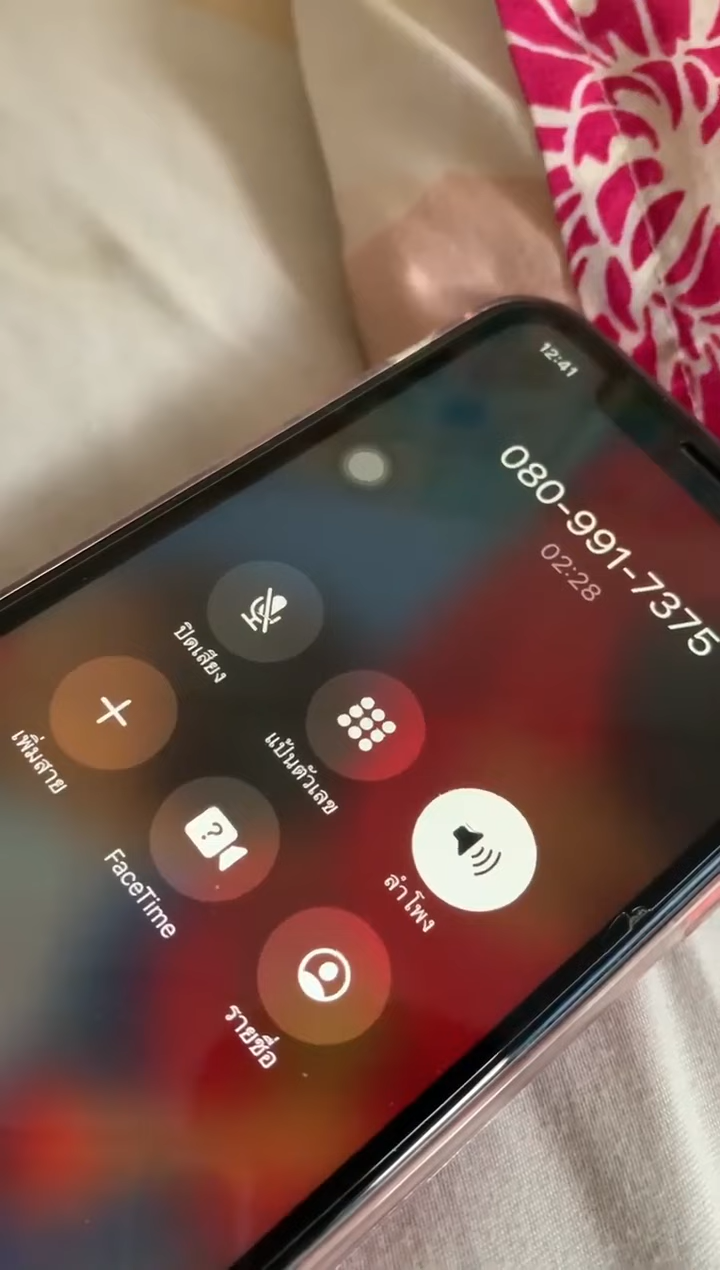 12:41
080-991-7375
02:28
ปิดเสียง
แป้นตัวเลข
ลำโพง
เพิ่มสาย
FaceTime
รายชื่อ